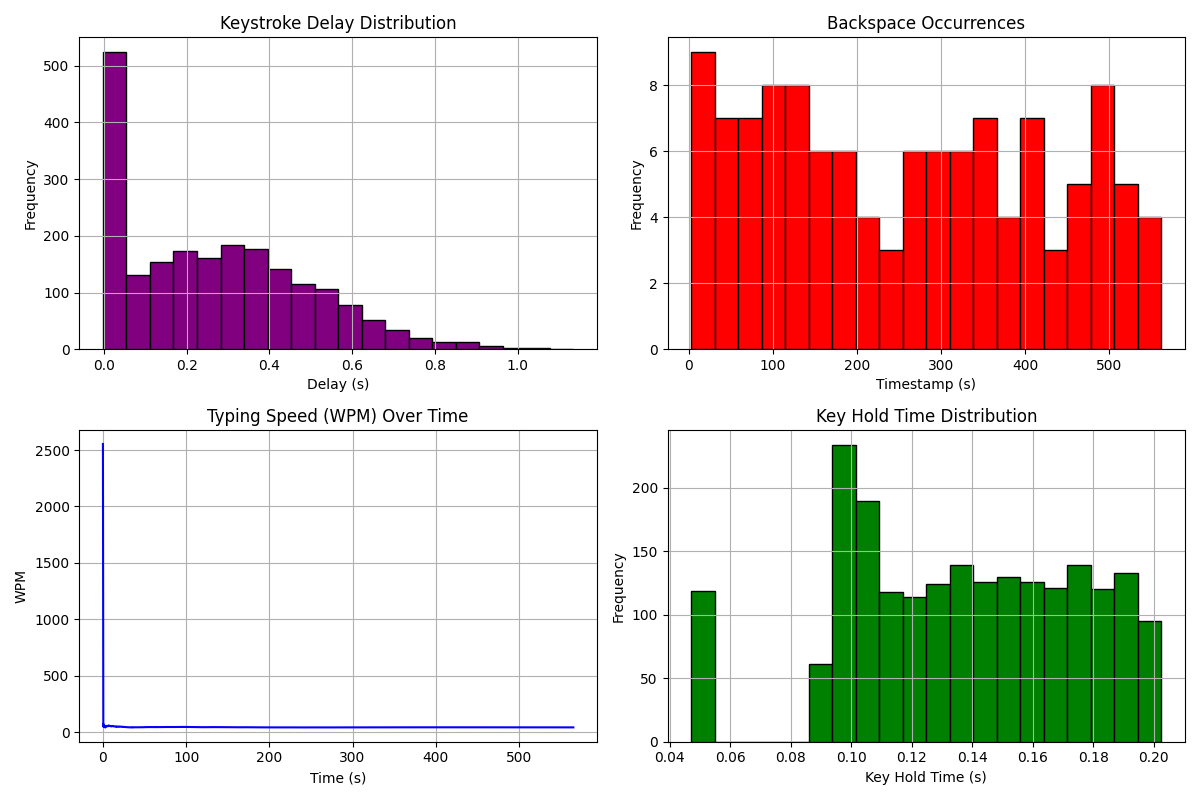 Keystroke Delay Distribution
Frequency
500
400
300
200
100
0
0.0 0.2 0.4 0.6 0.8 1.0
Delay (s)
Backspace Occurrences
Frequency
8
6
4
2
0
0 100 200 300 400 500
Timestamp (s)
Typing Speed (WPM) Over Time
WPM
2500
2000
1500
1000
500
0
0 100 200 300 400 500
Time (s)
Key Hold Time Distribution
Frequency
200
150
100
50
0
0.04 0.06 0.08 0.10 0.12 0.14 0.16 0.18 0.20
Key Hold Time (s)